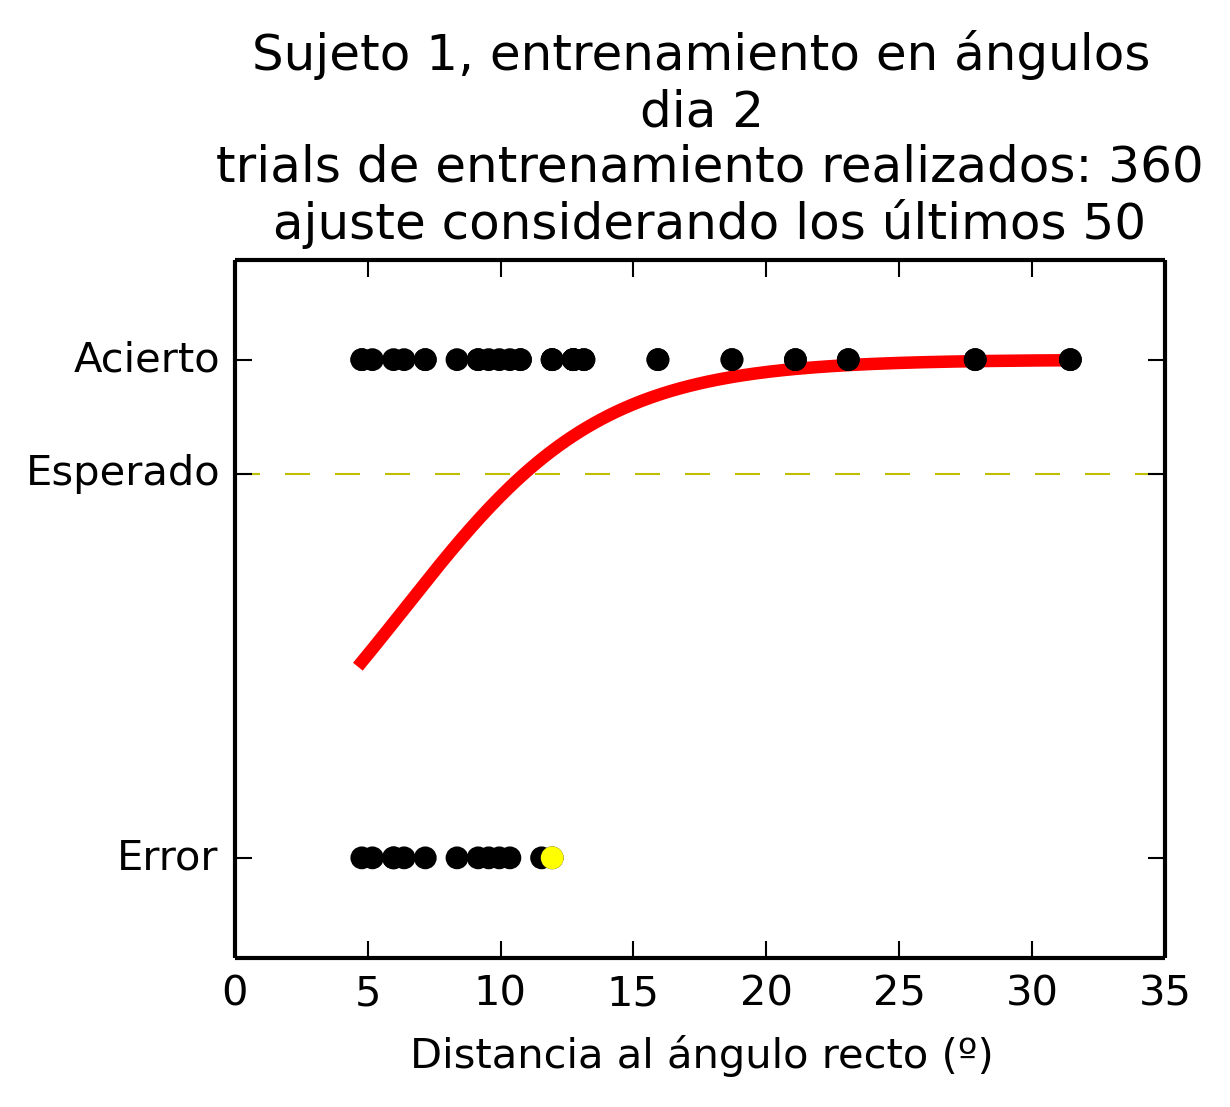 Sujeto 1, entrenamiento en ángulos
dia 2
trials de entrenamiento realizados: 360
ajuste considerando los últimos 50
Acierto
Esperado
Error
0 5 10 15 20 25 30 35
Distancia al ángulo recto (º)